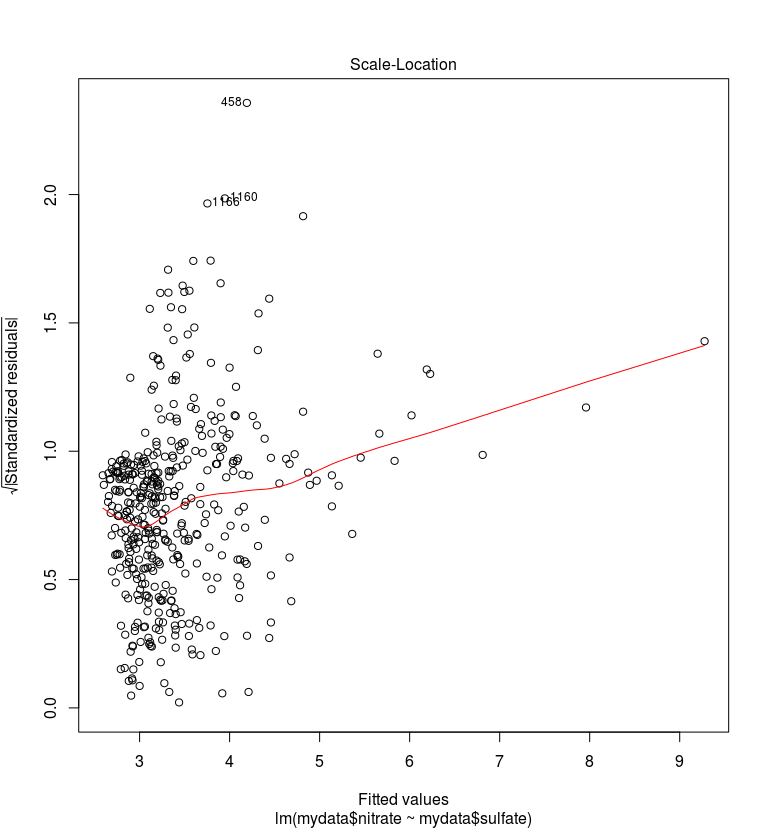 Scale-Location
√|Standardized residuals|
2.0
1.5
1.0
0.5
0.0
458
1160
1166
3 4 5 6 7 8 9
Fitted values
lm(mydata$nitrate ~ mydata$sulfate)